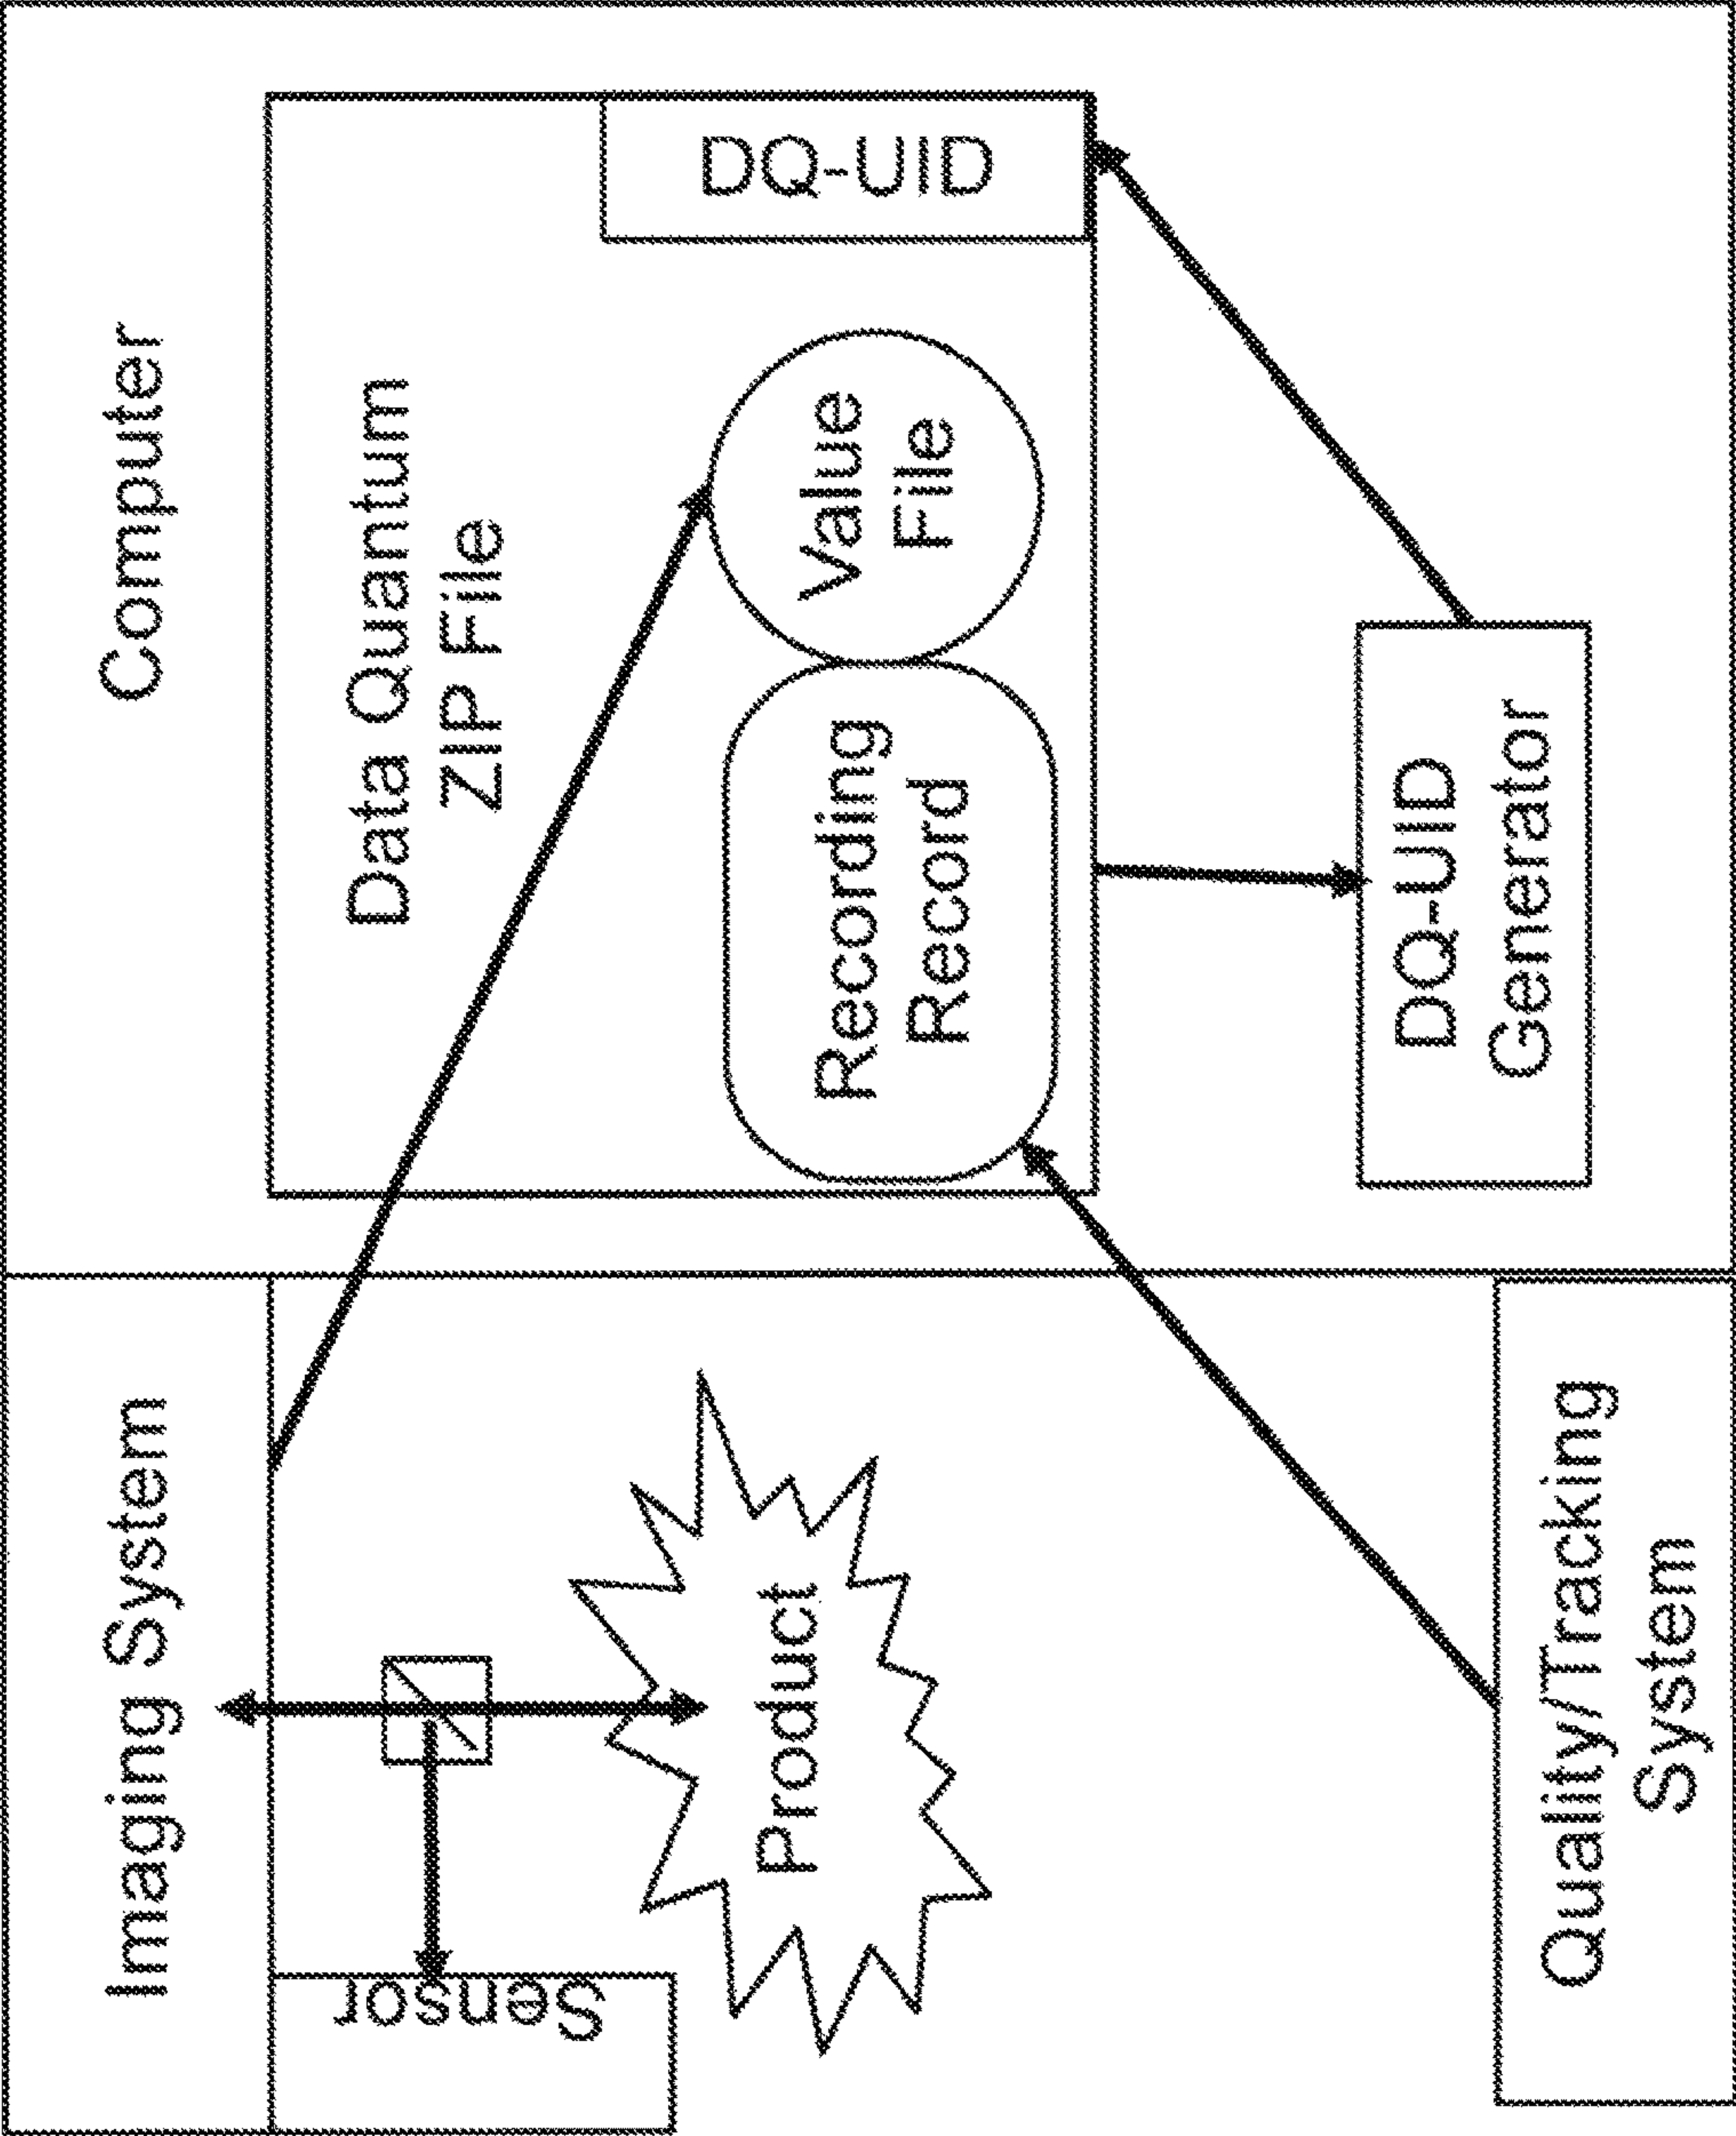 Imaging System
Sensor
Product
Quality/Tracking
System
Computer
Data Quantum
ZIP File
Recording
Record
Value
File
DQ-UID
DQ-UID
Generator